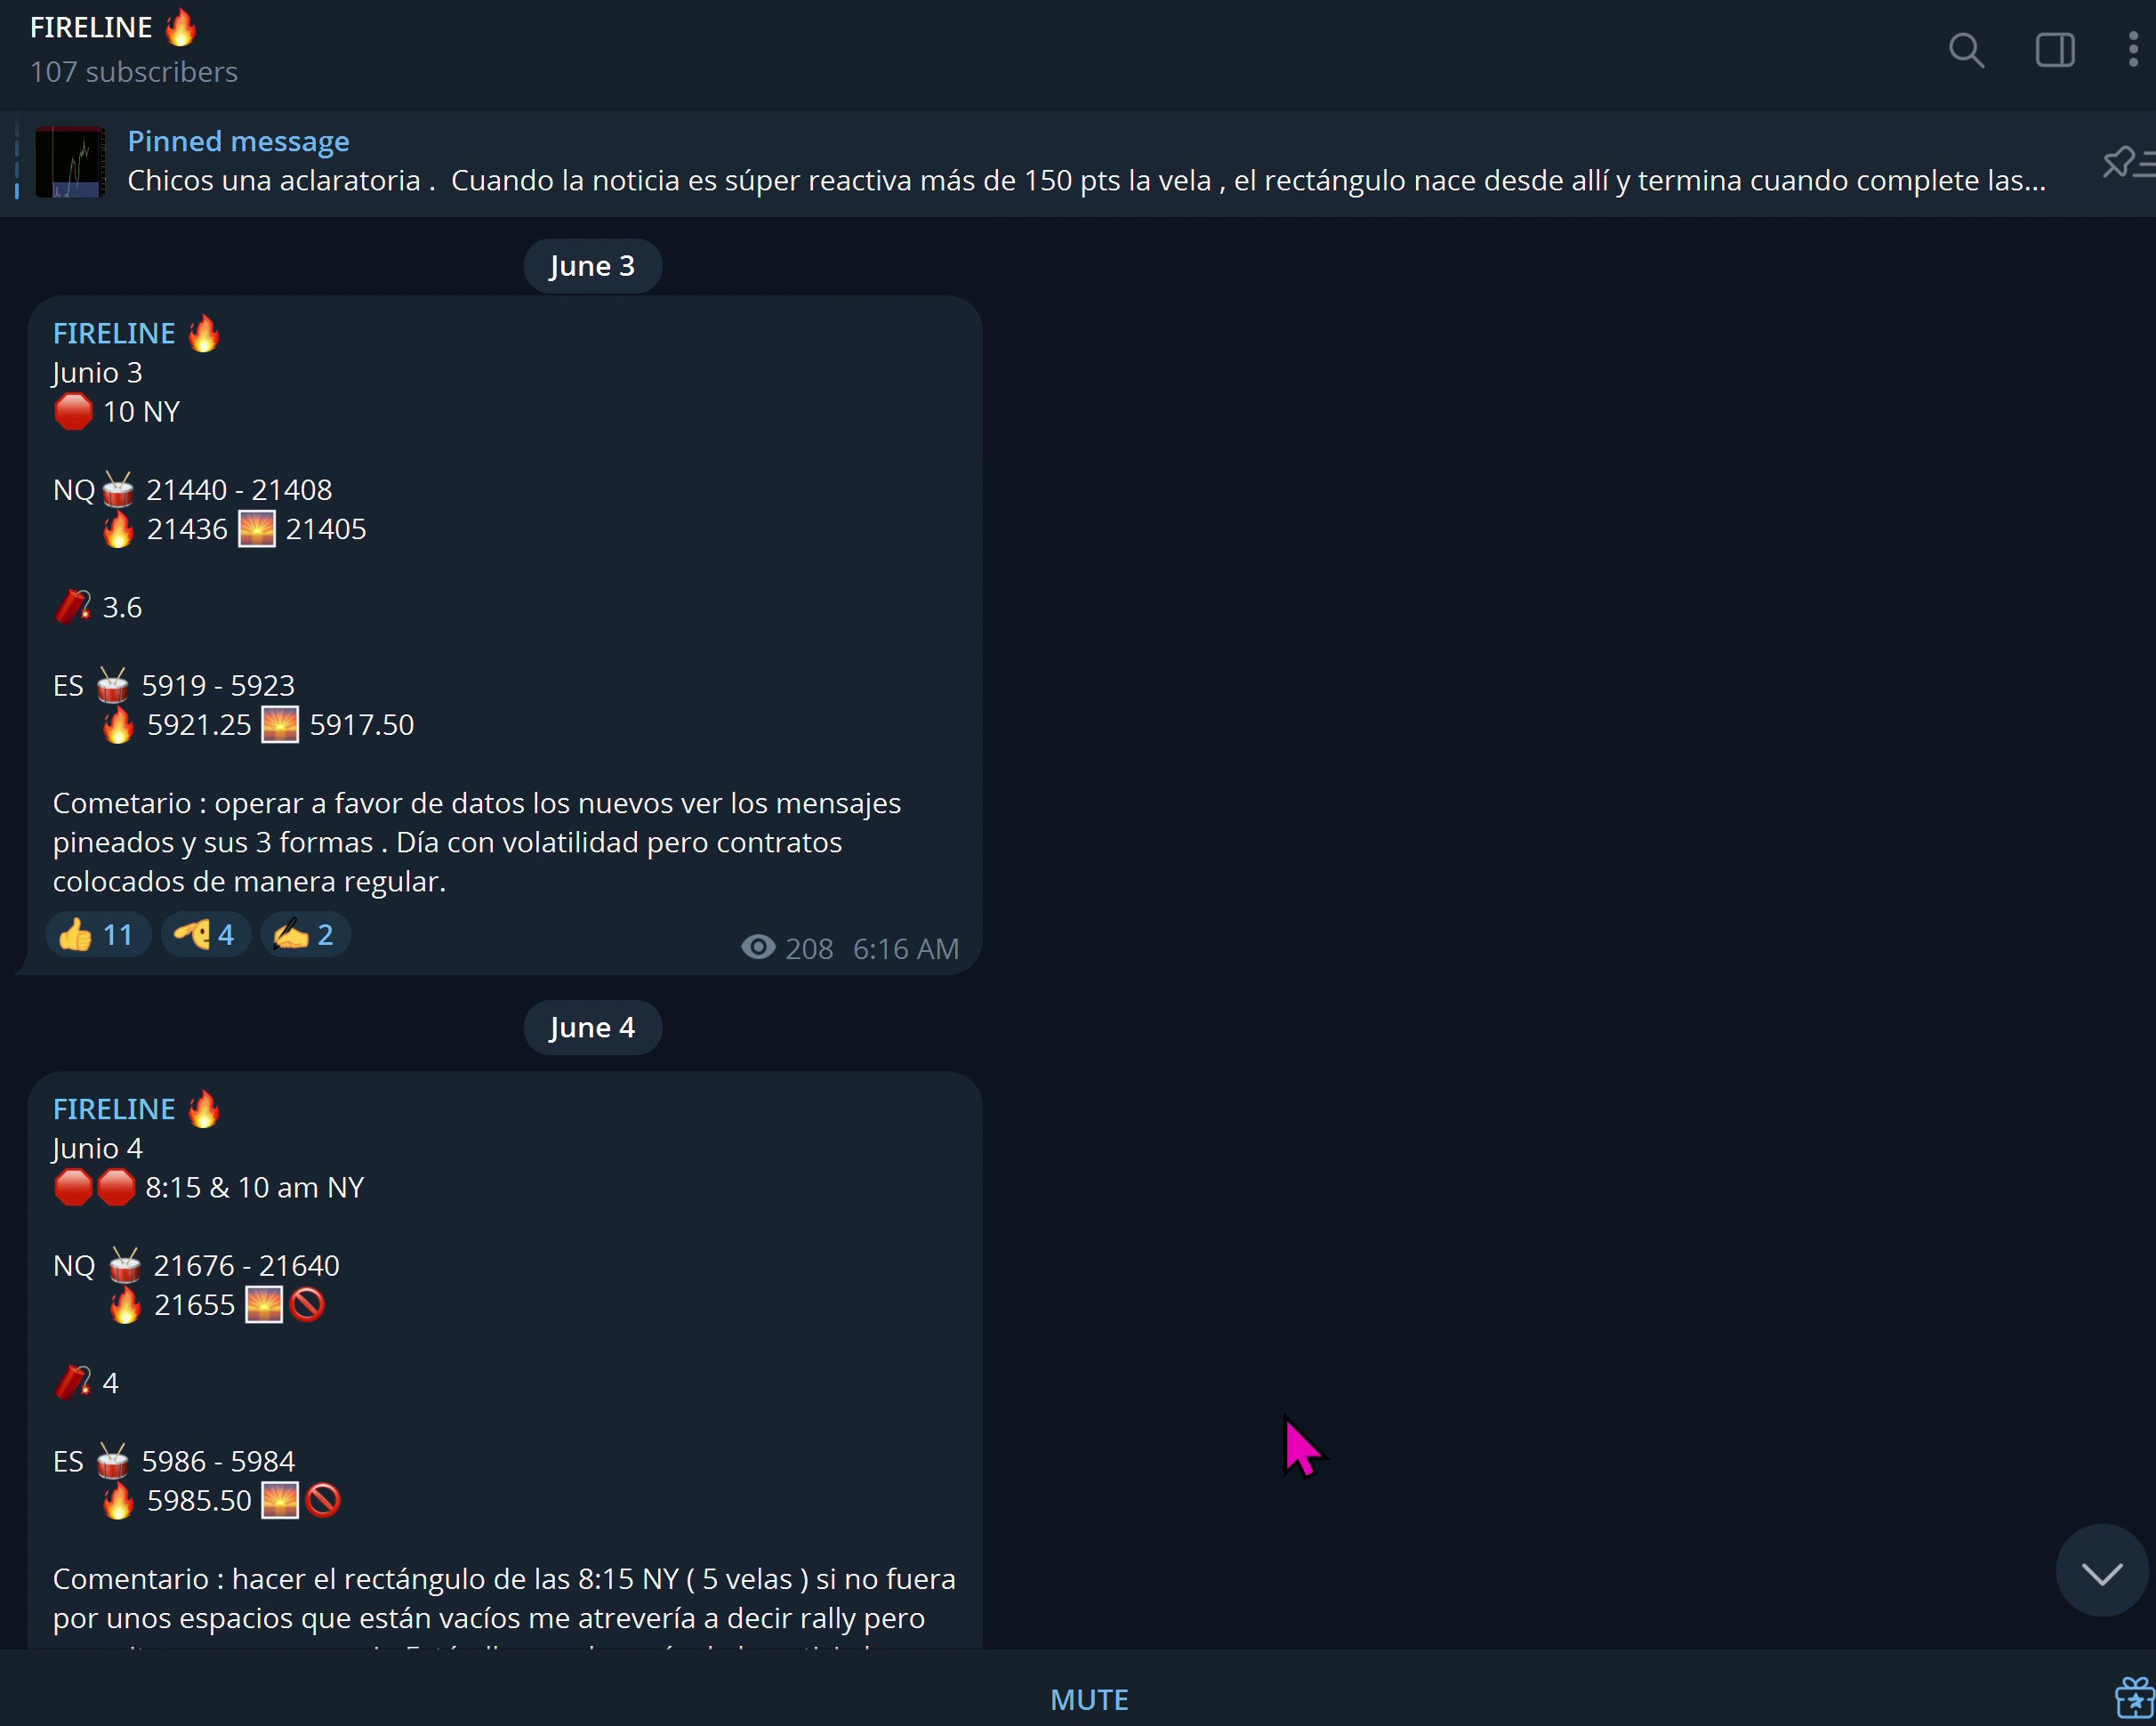 FIRELINE 🔥
107 subscribers
Pinned message
Chicos una aclaratoria . Cuando la noticia es súper reactiva más de 150 pts la vela , el rectángulo nace desde allí y termina cuando complete las...
June 3
FIRELINE 🔥
Junio 3
🛑 10 NY
NQ🥁 21440 - 21408
🔥 21436 🌅 21405
🧨 3.6
ES 🥁 5919 - 5923
🔥 5921.25 🌅 5917.50
Cometario : operar a favor de datos los nuevos ver los mensajes
pineados y sus 3 formas . Día con volatilidad pero contratos
colocados de manera regular.
👍 11 🫡 4 ✍ 2
208 6:16 AM
June 4
FIRELINE 🔥
Junio 4
🛑🛑 8:15 & 10 am NY
NQ 🥁 21676 - 21640
🔥 21655 🌅🚫
🧨 4
ES 🥁 5986 - 5984
🔥 5985.50 🌅🚫
Comentario : hacer el rectángulo de las 8:15 NY ( 5 velas ) si no fuera
por unos espacios que están vacíos me atrevería a decir rally pero
MUTE